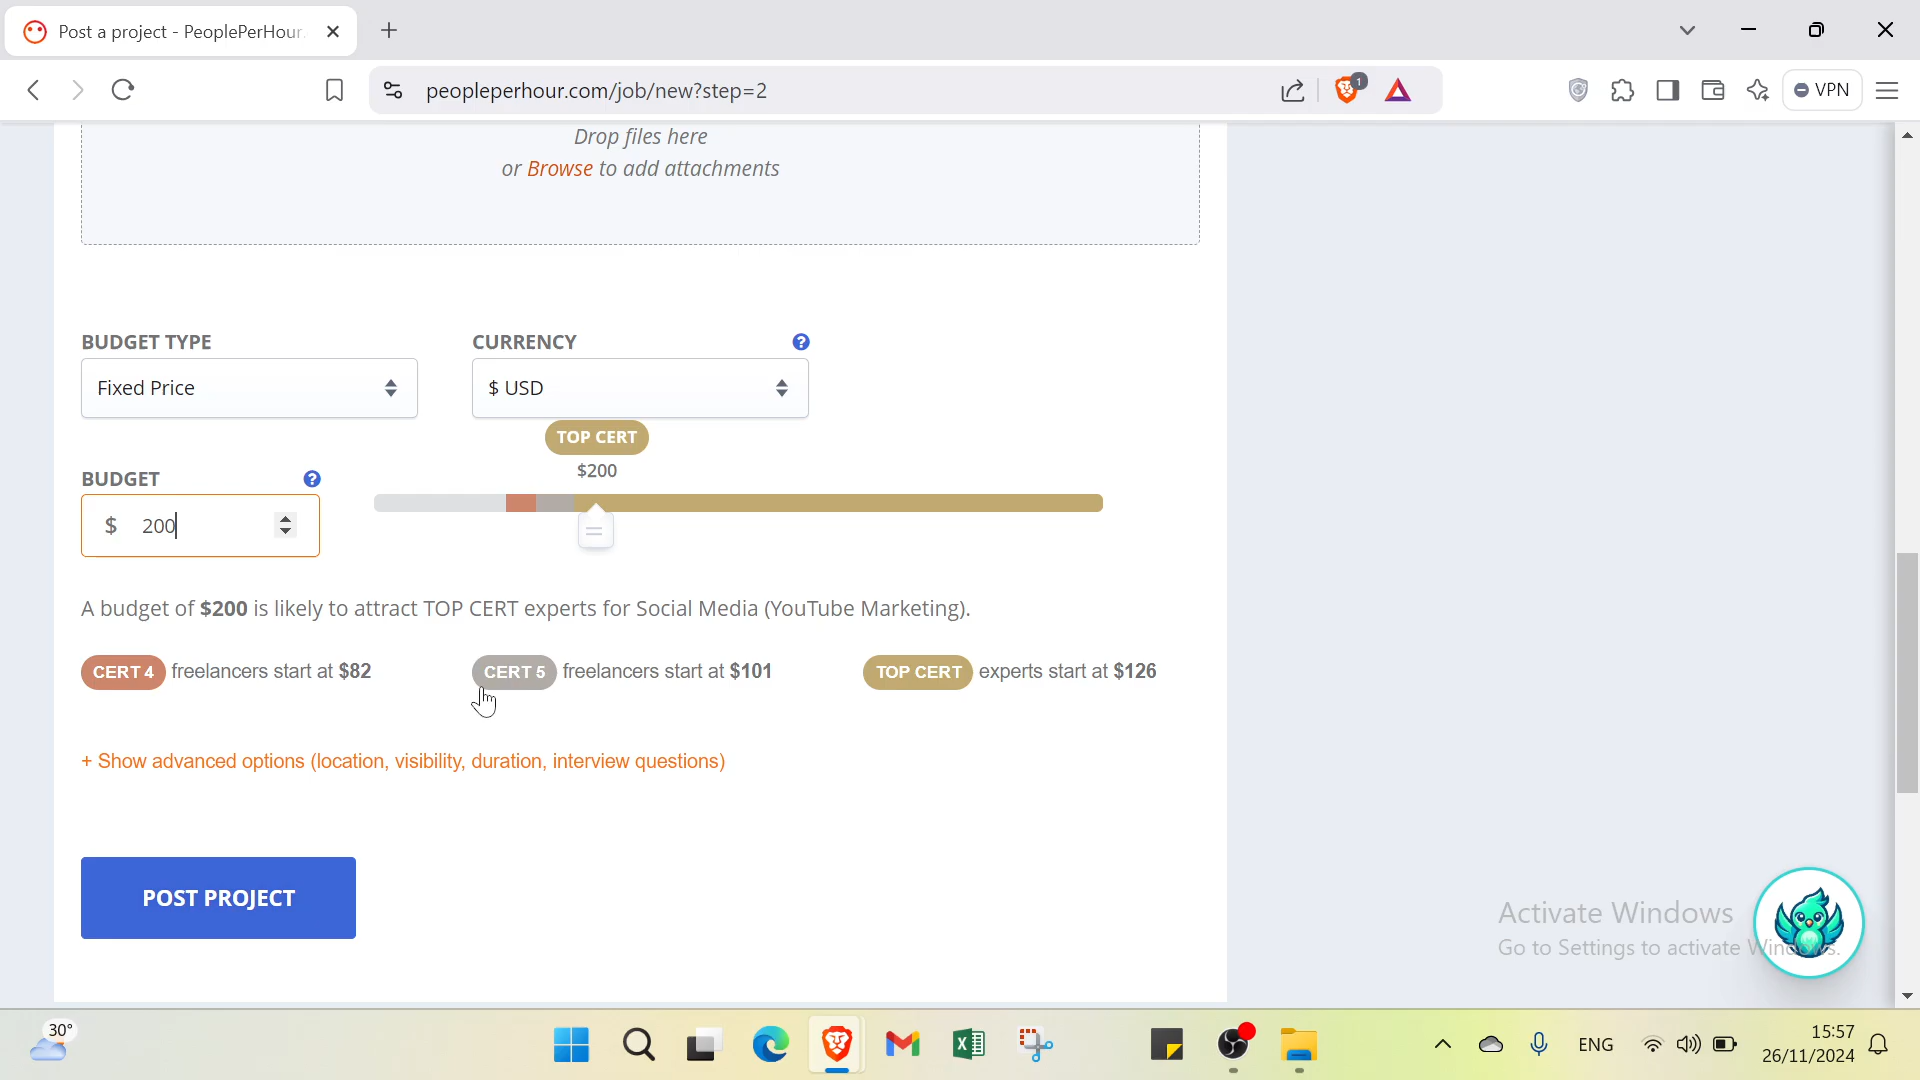 Post a project - PeoplePerHour.
peopleperhour.com/job/new?step=2
1
VPN
Drop files here
or Browse to add attachments
BUDGET TYPE
CURRENCY
?
Fixed Price
$ USD
TOP CERT
$200
BUDGET
?
$ 200
A budget of $200 is likely to attract TOP CERT experts for Social Media (YouTube Marketing).
CERT 4 freelancers start at $82
CERT 5 freelancers start at $101
TOP CERT experts start at $126
+ Show advanced options (location, visibility, duration, interview questions)
POST PROJECT
Activate Windows
Go to Settings to activate Windows.
30°
ENG
15:57
26/11/2024